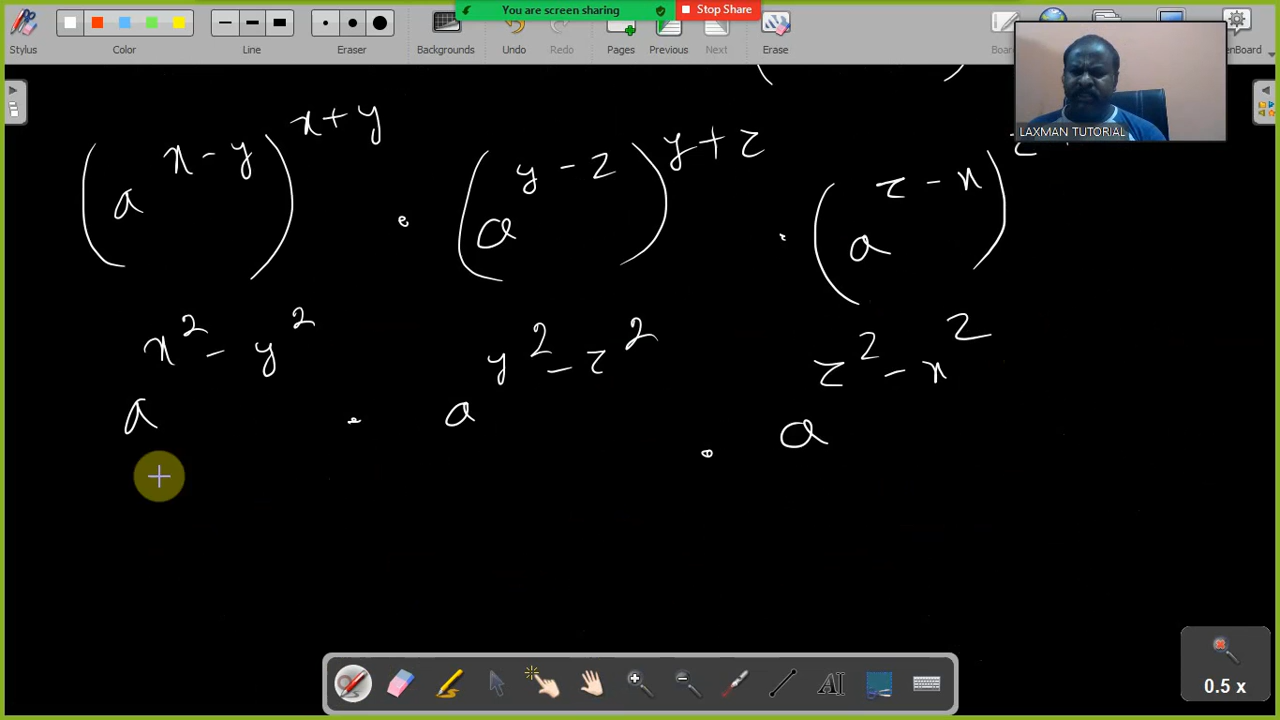 You are screen sharing Stop Share
Stylus Color Line Eraser Backgrounds Undo Redo Pages Previous Next Erase
LAXMAN TUTORIAL
(a^{x-y})^{x+y} · (a^{y-z})^{y+z} · (a^{z-x})
a^{x²-y²} · a^{y²-z²} · a^{z²-x²}
0.5 x